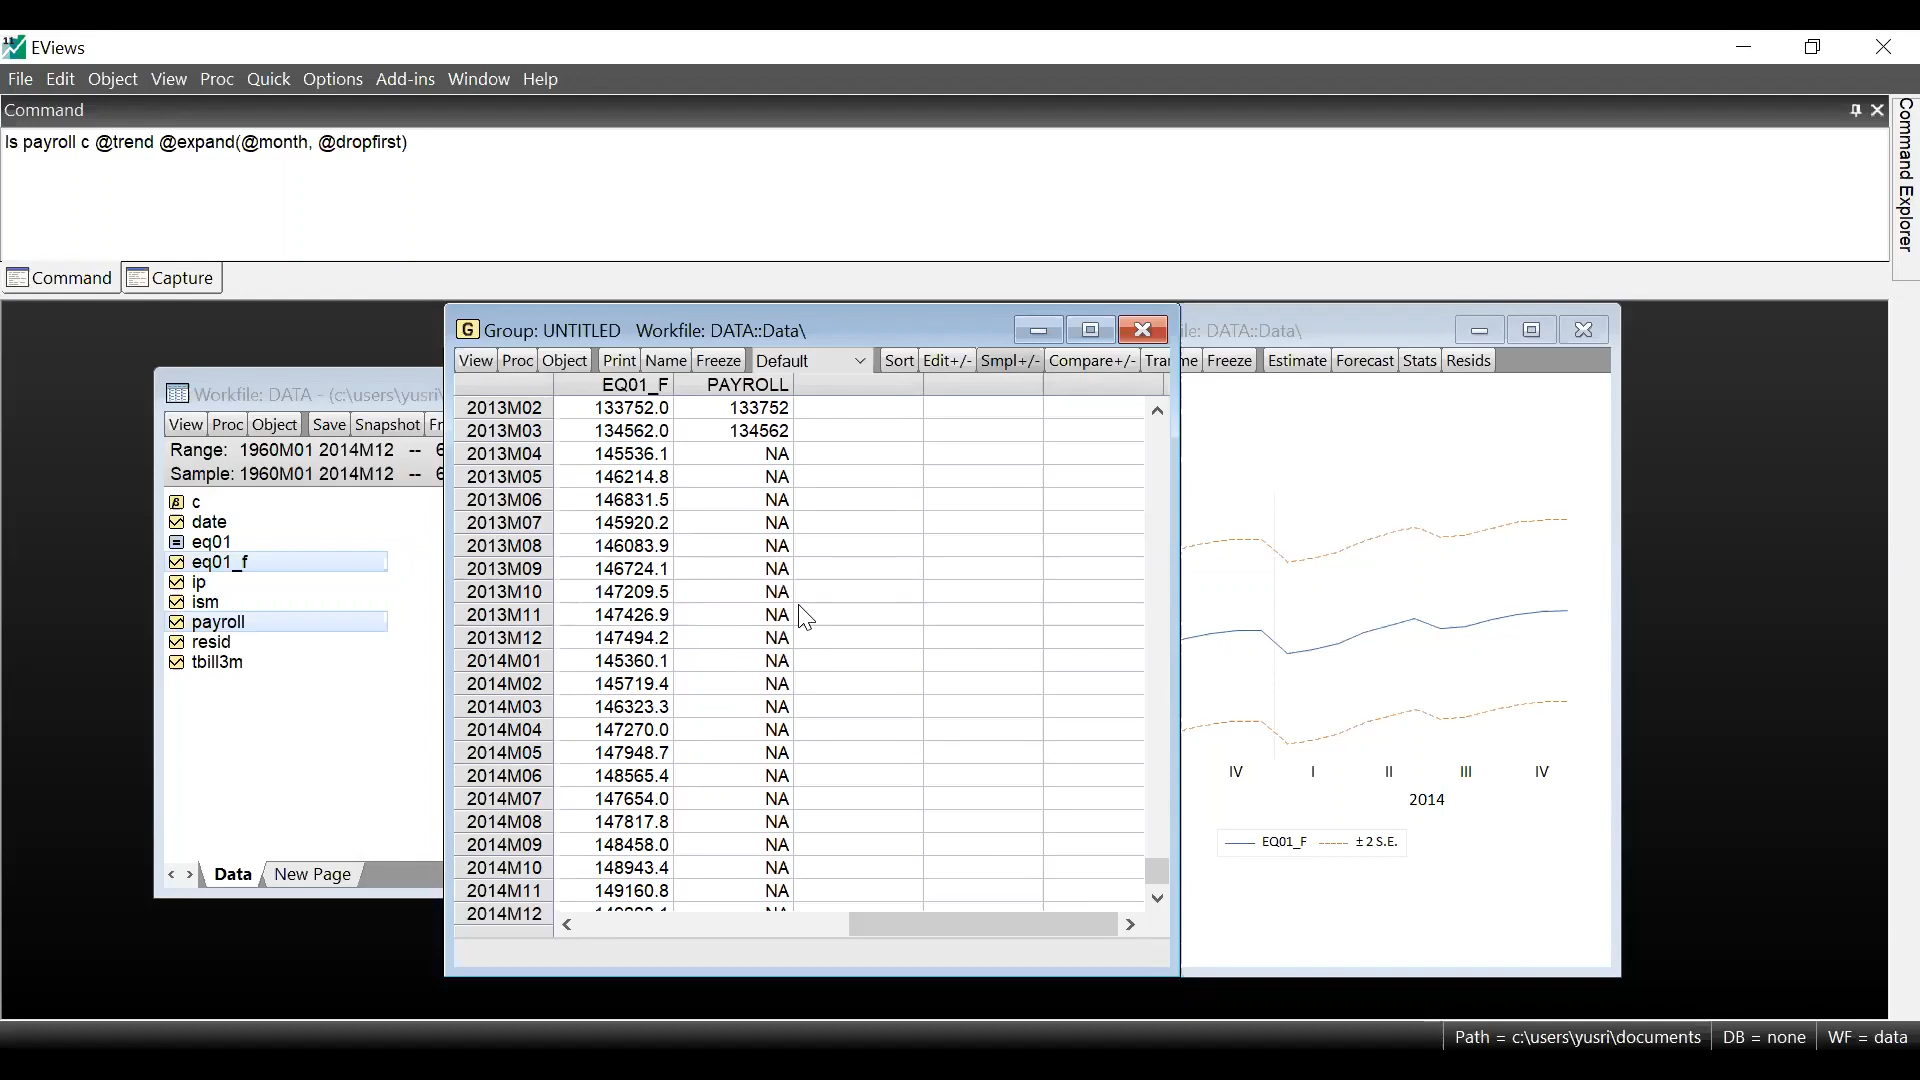 EViews
File Edit Object View Proc Quick Options Add-ins Window Help
Command
ls payroll c @trend @expand(@month, @dropfirst)
Command Explorer
Command Capture
Group: UNTITLED Workfile: DATA::Data\
ile: DATA::Data\
View Proc Object Print Name Freeze Default Sort Edit+/- Smpl+/- Compare+/- Tran
me Freeze Estimate Forecast Stats Resids
Workfile: DATA - (c:\users\yusri\
View Proc Object Save Snapshot Fr
Range: 1960M01 2014M12 -- 6
Sample: 1960M01 2014M12 -- 6
c
date
eq01
eq01_f
ip
ism
payroll
resid
tbill3m
Data New Page
EQ01_F PAYROLL
2013M02 133752.0 133752
2013M03 134562.0 134562
2013M04 145536.1 NA
2013M05 146214.8 NA
2013M06 146831.5 NA
2013M07 145920.2 NA
2013M08 146083.9 NA
2013M09 146724.1 NA
2013M10 147209.5 NA
2013M11 147426.9 NA
2013M12 147494.2 NA
2014M01 145360.1 NA
2014M02 145719.4 NA
2014M03 146323.3 NA
2014M04 147270.0 NA
2014M05 147948.7 NA
2014M06 148565.4 NA
2014M07 147654.0 NA
2014M08 147817.8 NA
2014M09 148458.0 NA
2014M10 148943.4 NA
2014M11 149160.8 NA
2014M12 NA
IV I II III IV
2014
EQ01_F ± 2 S.E.
Path = c:\users\yusri\documents DB = none WF = data